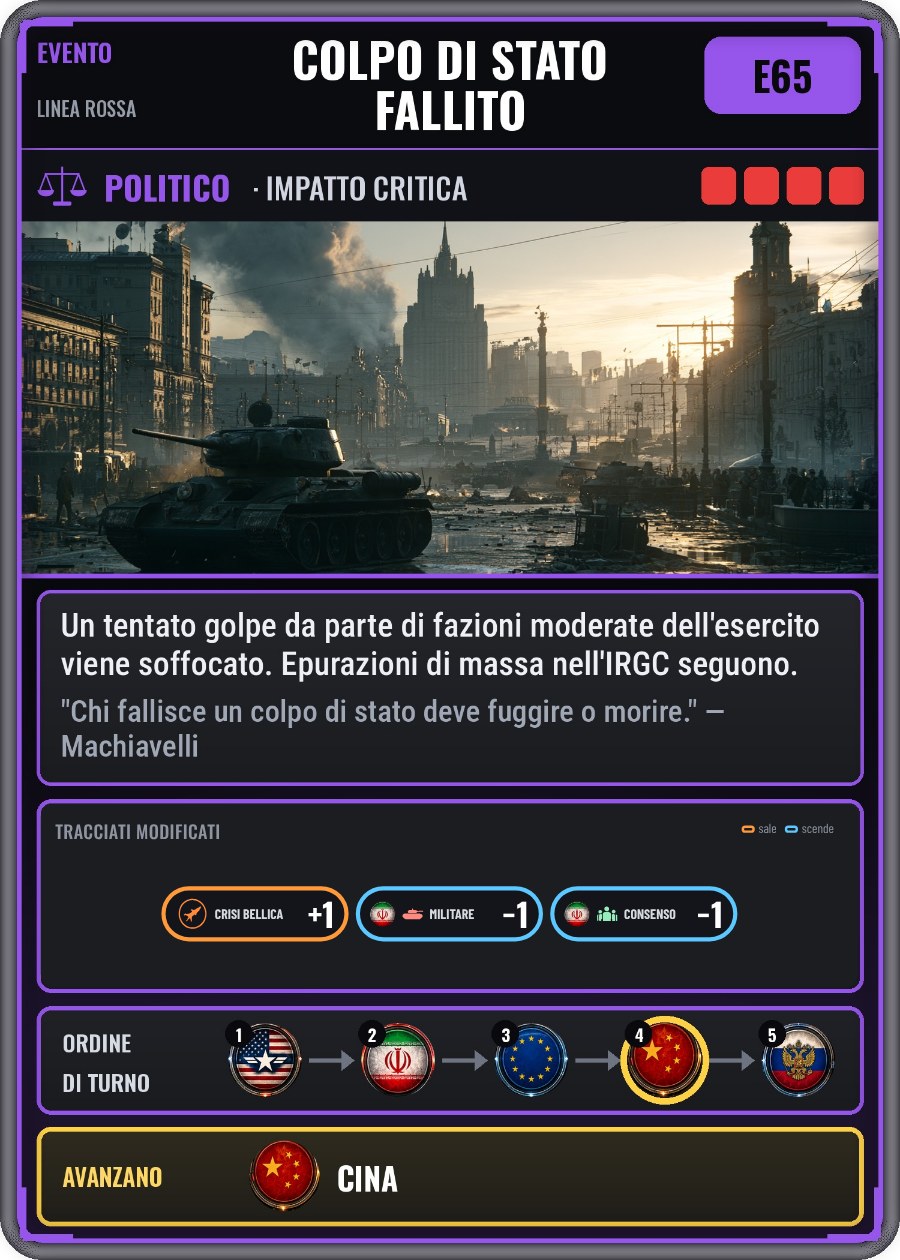 EVENTO
LINEA ROSSA
COLPO DI STATO
FALLITO
E65
POLITICO · IMPATTO CRITICA
Un tentato golpe da parte di fazioni moderate dell'esercito
viene soffocato. Epurazioni di massa nell'IRGC seguono.
"Chi fallisce un colpo di stato deve fuggire o morire." —
Machiavelli
TRACCIATI MODIFICATI
sale scende
CRISI BELLICA +1
MILITARE -1
CONSENSO -1
ORDINE
DI TURNO
1 2 3 4 5
AVANZANO
CINA